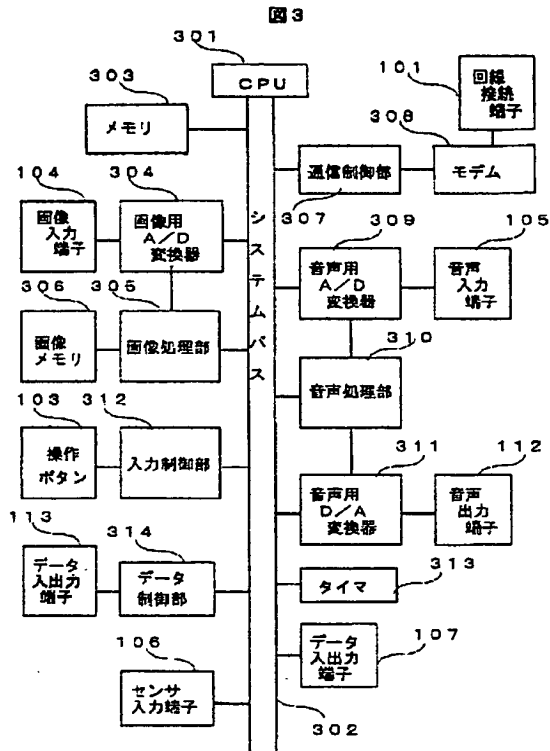 図3
301
CPU
303
メモリ
101
回線
接続
端子
308
モデム
通信制御部
307
104
画像
入力
端子
304
画像用
A/D
変換器
システムバス
309
音声用
A/D
変換器
105
音声
入力
端子
306
画像
メモリ
305
画像処理部
310
音声処理部
103
操作
ボタン
312
入力制御部
311
音声用
D/A
変換器
112
音声
出力
端子
113
データ
入出力
端子
314
データ
制御部
タイマ
313
106
センサ
入力端子
データ
入出力
端子
107
302